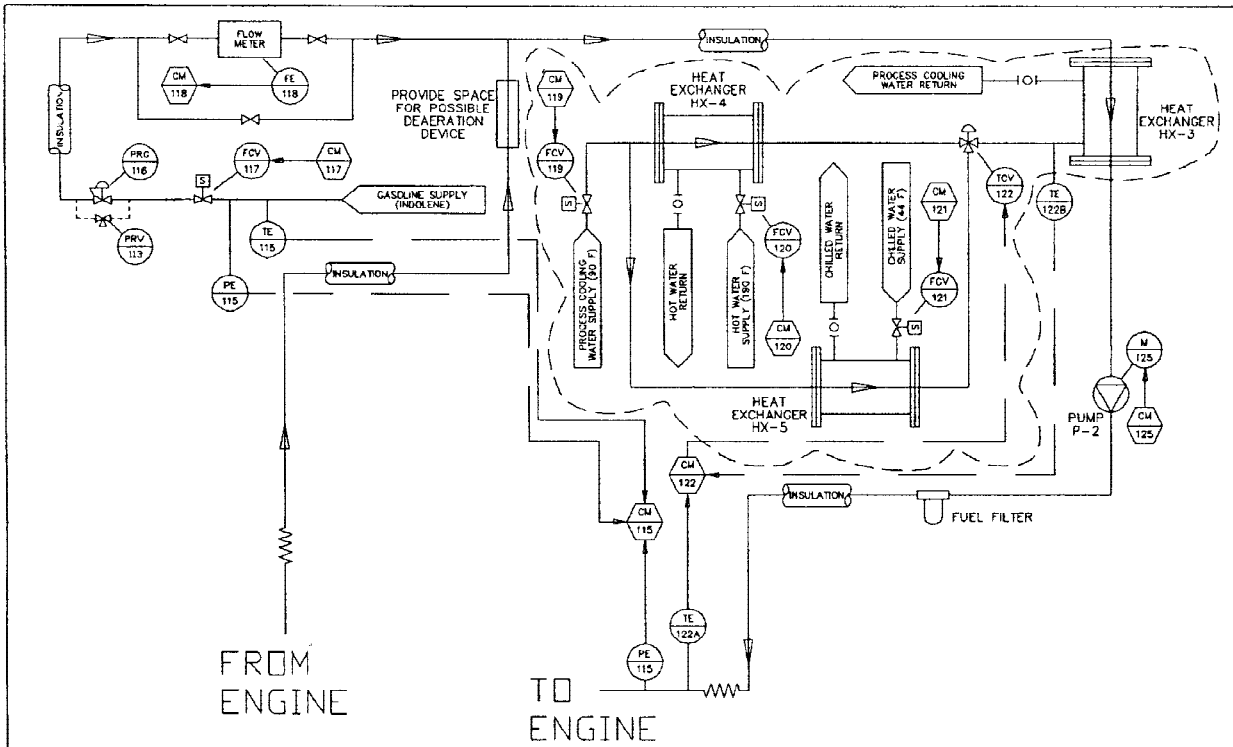 FLOW
METER
CM
118
FE
118
INSULATION
INSULATION
PRG
116
FCV
117
CM
117
S
GASOLINE SUPPLY
(INDOLENE)
PRV
113
TE
115
PE
115
INSULATION
PROVIDE SPACE
FOR POSSIBLE
DEAERATION
DEVICE
CM
119
FCV
119
S
HEAT
EXCHANGER
HX-4
PROCESS COOLING
WATER RETURN
HEAT
EXCHANGER
HX-3
PROCESS COOLING
WATER SUPPLY (90 F)
HOT WATER
RETURN
HOT WATER
SUPPLY (190 F)
S
FCV
120
CM
120
CHILLED WATER
RETURN
CHILLED WATER
SUPPLY (44 F)
CM
121
FCV
121
S
TCV
122
TE
122B
HEAT
EXCHANGER
HX-5
M
125
CM
125
PUMP
P-2
CM
122
INSULATION
FUEL FILTER
CM
115
TE
122A
PE
115
FROM
ENGINE
TO
ENGINE